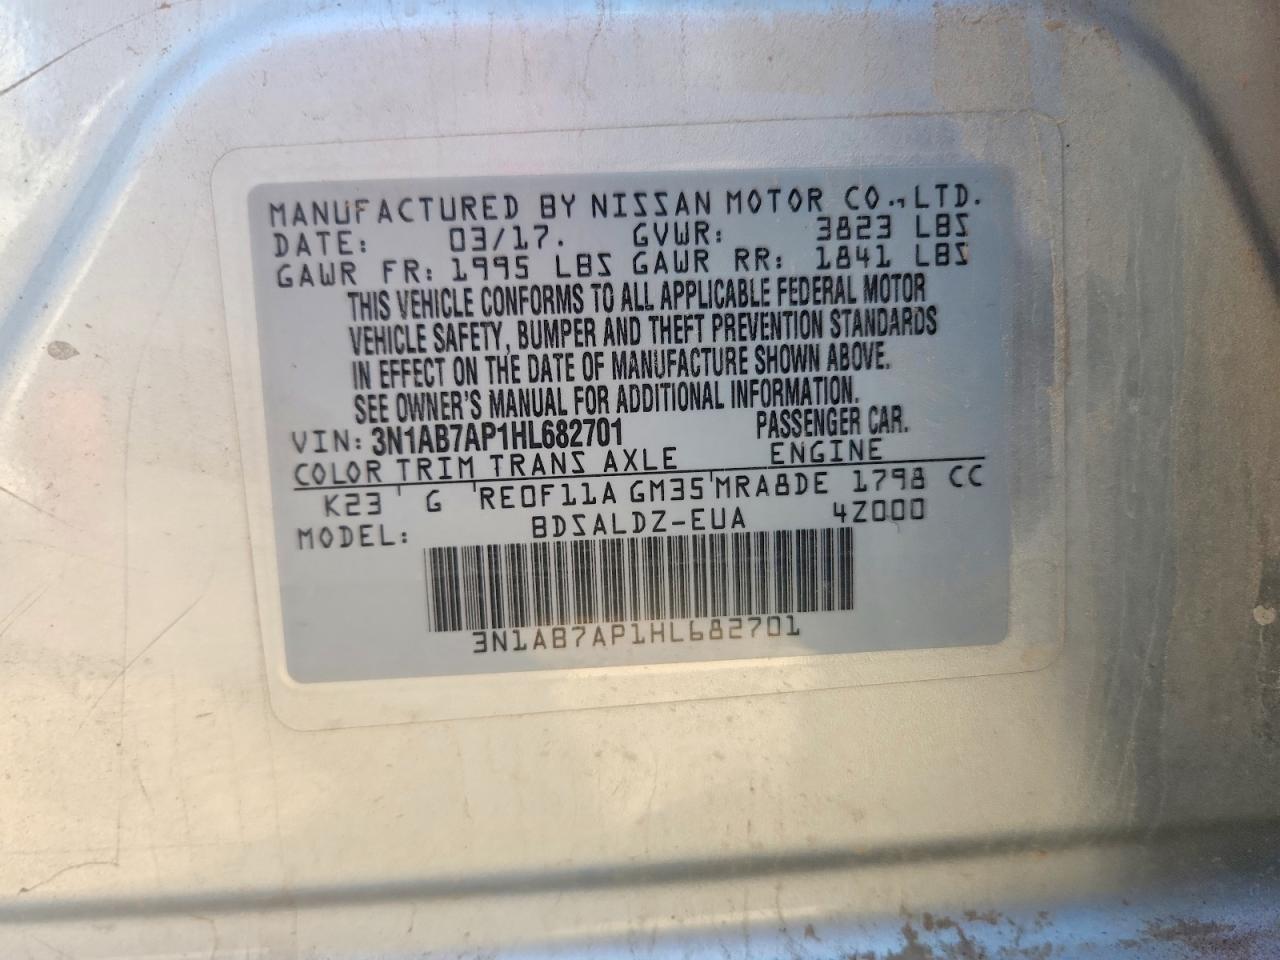 MANUFACTURED BY NISSAN MOTOR CO., LTD.
DATE: 03/17. GVWR: 3823 LBS
GAWR FR: 1995 LBS GAWR RR: 1841 LBS
THIS VEHICLE CONFORMS TO ALL APPLICABLE FEDERAL MOTOR
VEHICLE SAFETY, BUMPER AND THEFT PREVENTION STANDARDS
IN EFFECT ON THE DATE OF MANUFACTURE SHOWN ABOVE.
SEE OWNER'S MANUAL FOR ADDITIONAL INFORMATION.
VIN: 3N1AB7AP1HL682701 PASSENGER CAR.
COLOR TRIM TRANS AXLE ENGINE
K23 G RE0F11A GM35 MRA8DE 1798 CC
MODEL: BDSALDZ-EUA 4Z000
3N1AB7AP1HL682701